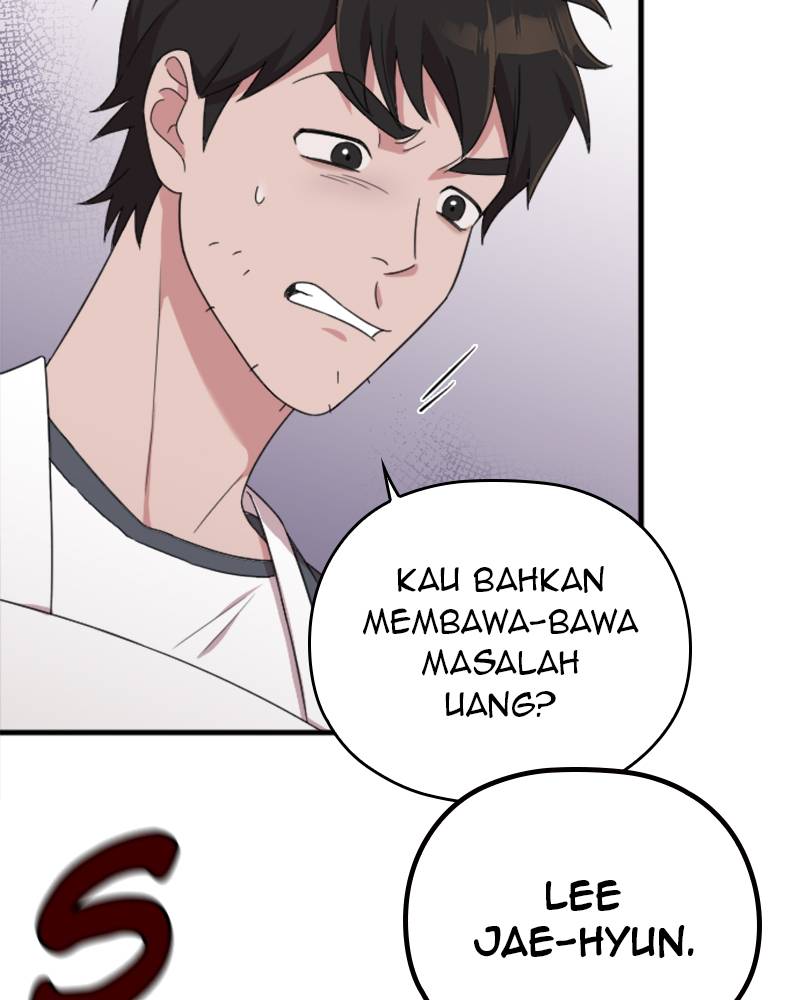 KAU BAHKAN
MEMBAWA-BAWA
MASALAH
UANG?
LEE
JAE-HYUN.
S